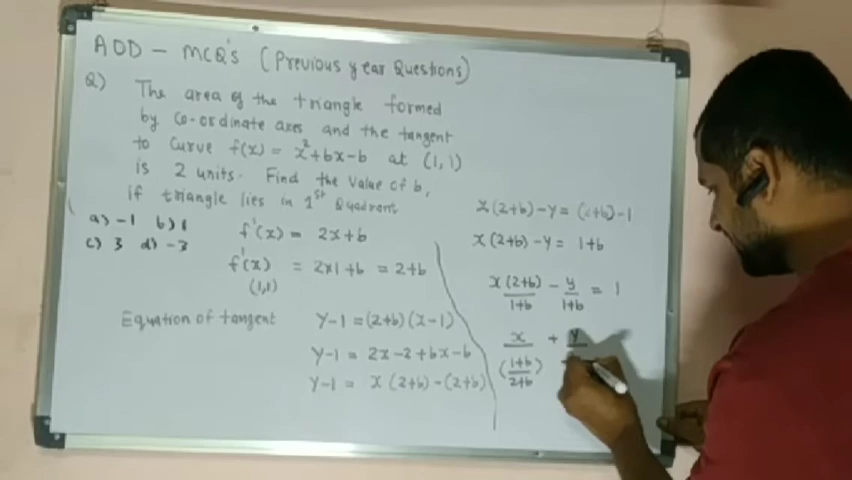 AOD - MCQ's (Previous year Questions)
Q) The area of the triangle formed
by co-ordinate axes and the tangent
to curve f(x) = x²+bx-b at (1,1)
is 2 units. Find the value of b,
if triangle lies in 1st Quadrant
a) -1 b) 1
c) 3 d) -3
f'(x) = 2x+b
f'(x) = 2x1+b = 2+b
(1,1)
Equation of tangent y-1 = (2+b)(x-1)
y-1 = 2x-2+bx-b
y-1 = x(2+b)-(2+b)
x(2+b)-y = (2+b)-1
x(2+b)-y = 1+b
x(2+b)/1+b - y/1+b = 1
x/(1+b/2+b) + y/